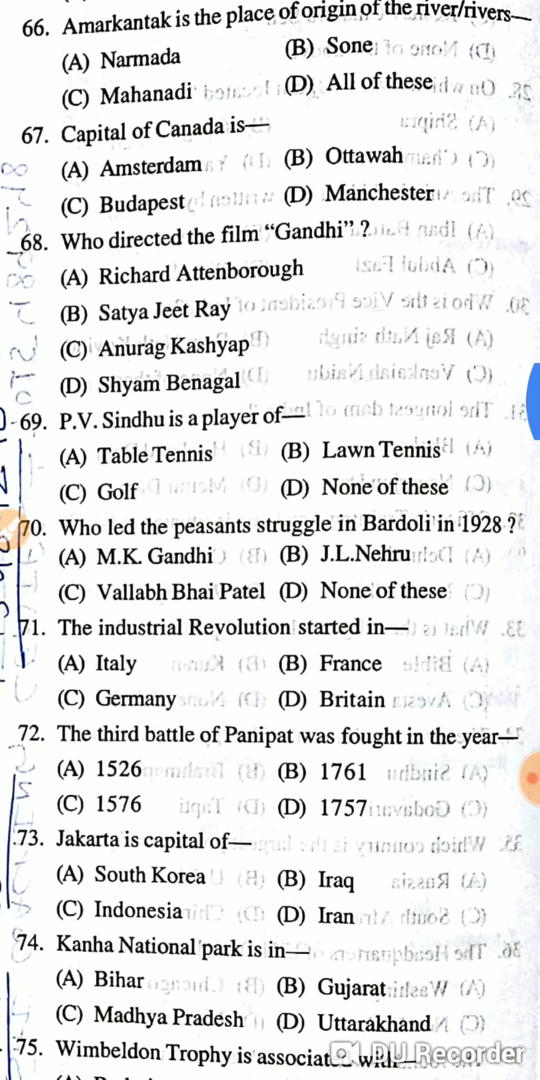 66. Amarkantak is the place of origin of the river/rivers—
(A) Narmada (B) Sone
(C) Mahanadi (D) All of these
67. Capital of Canada is—
(A) Amsterdam (B) Ottawah
(C) Budapest (D) Manchester
68. Who directed the film “Gandhi” ?
(A) Richard Attenborough
(B) Satya Jeet Ray
(C) Anurag Kashyap
(D) Shyam Benagal
69. P.V. Sindhu is a player of—
(A) Table Tennis (B) Lawn Tennis
(C) Golf (D) None of these
70. Who led the peasants struggle in Bardoli in 1928 ?
(A) M.K. Gandhi (B) J.L.Nehru
(C) Vallabh Bhai Patel (D) None of these
71. The industrial Revolution started in—
(A) Italy (B) France
(C) Germany (D) Britain
72. The third battle of Panipat was fought in the year—
(A) 1526 (B) 1761
(C) 1576 (D) 1757
73. Jakarta is capital of—
(A) South Korea (B) Iraq
(C) Indonesia (D) Iran
74. Kanha National park is in—
(A) Bihar (B) Gujarat
(C) Madhya Pradesh (D) Uttarakhand
75. Wimbeldon Trophy is associated with—
DU Recorder